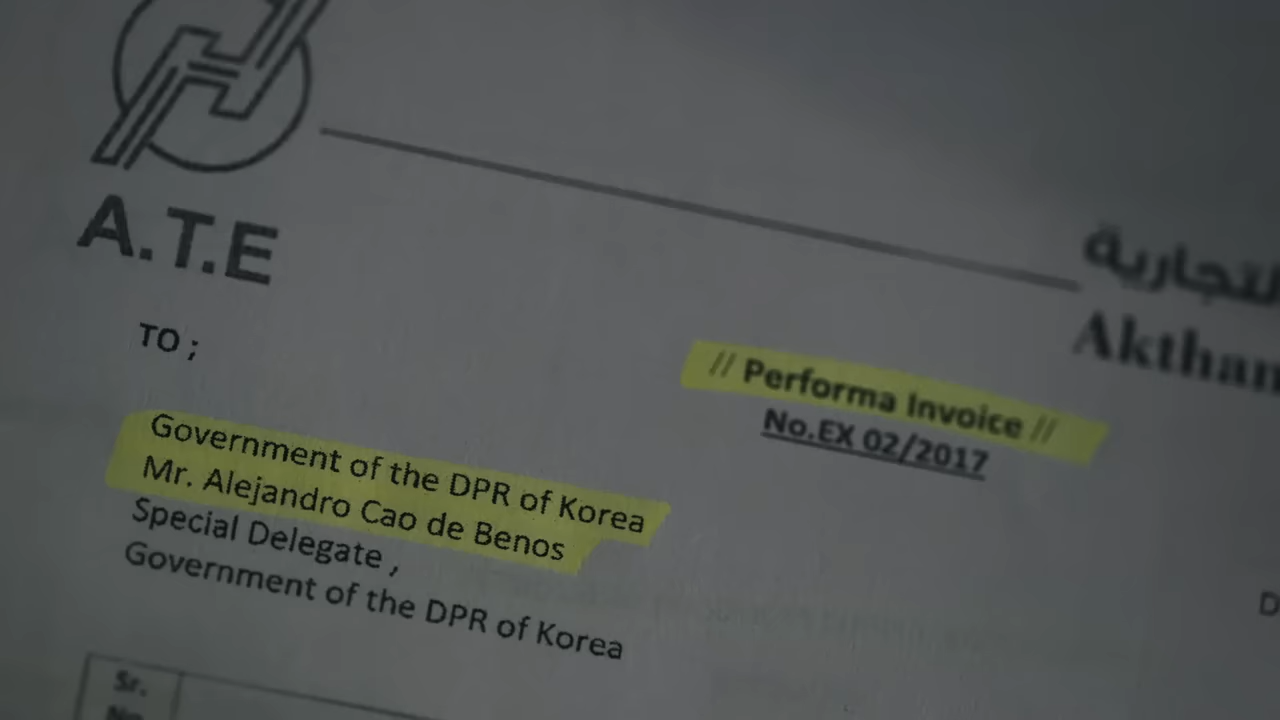 A.T.E
التجارية
Akthan
TO ;
// Performa Invoice //
No.EX 02/2017
Government of the DPR of Korea
Mr. Alejandro Cao de Benos
Special Delegate ,
Government of the DPR of Korea
D
Sr.
No